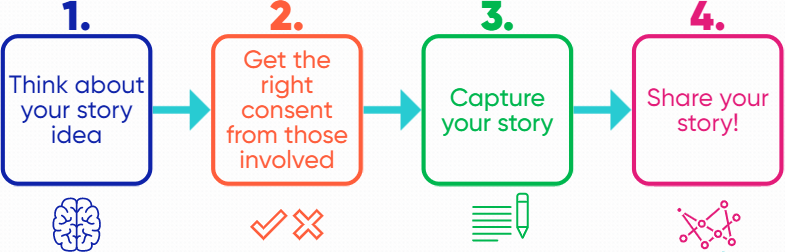 1.
Think about
your story
idea
2.
Get the
right
consent
from those
involved
3.
Capture
your story
4.
Share your
story!